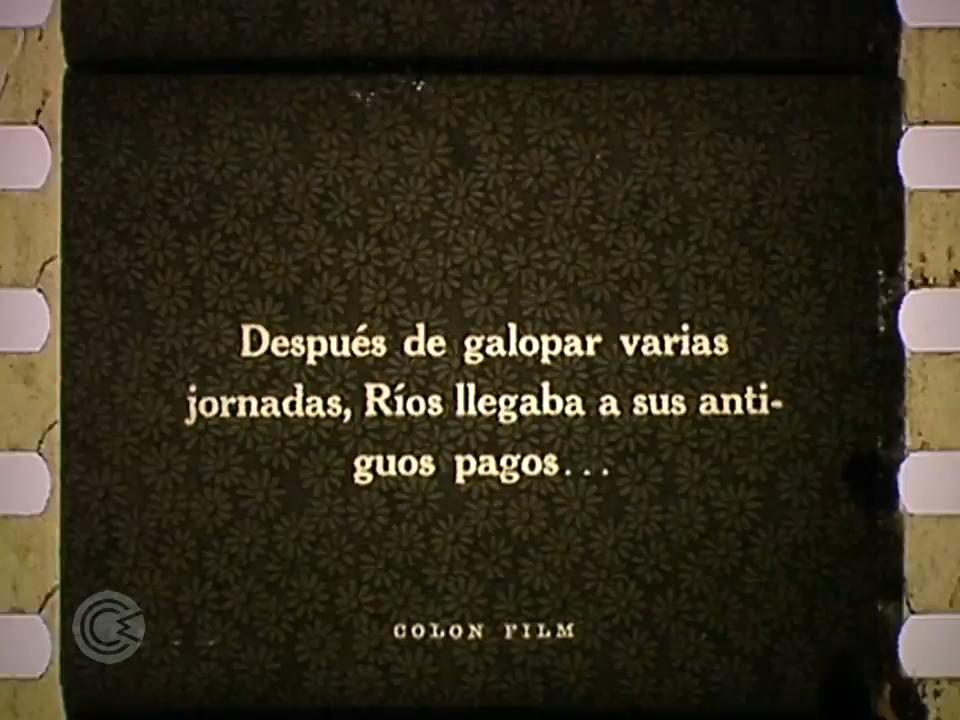 Después de galopar varias
jornadas, Ríos llegaba a sus anti-
guos pagos...
COLON FILM